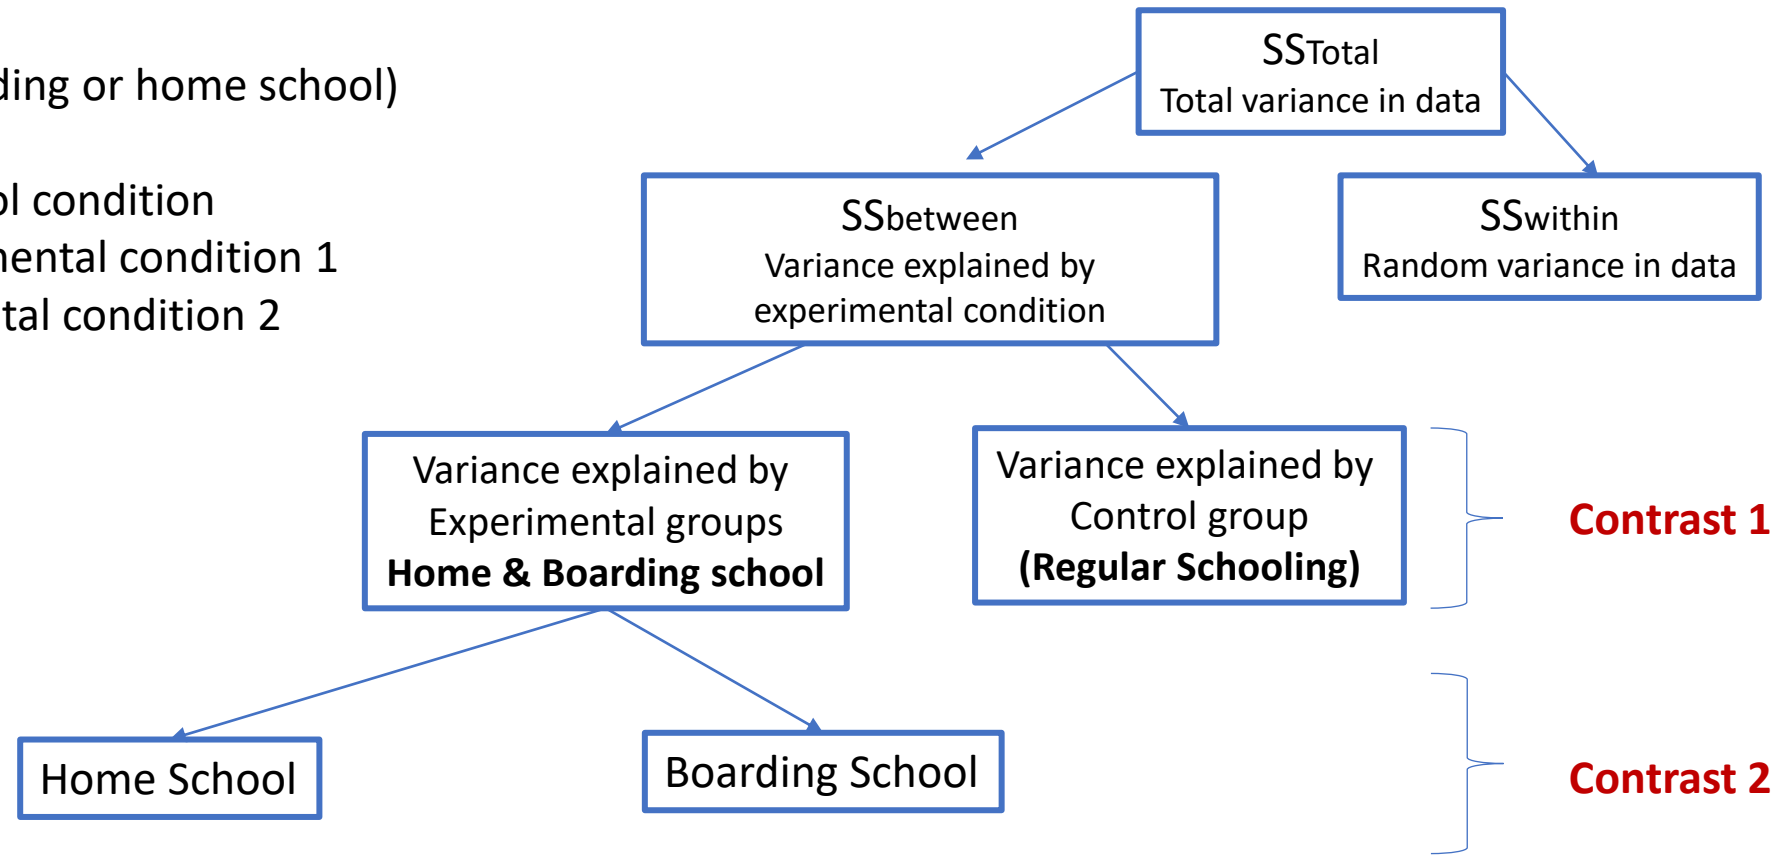 ding or home school)
ol condition
mental condition 1
tal condition 2
SSTotal
Total variance in data
SSbetween
Variance explained by
experimental condition
SSwithin
Random variance in data
Variance explained by
Experimental groups
Home & Boarding school
Variance explained by
Control group
(Regular Schooling)
Contrast 1
Home School
Boarding School
Contrast 2